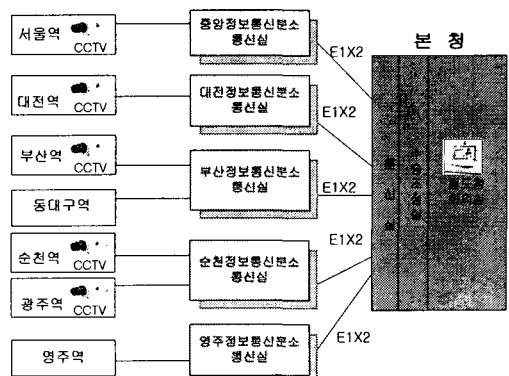 서울역
CCTV
대전역
CCTV
부산역
CCTV
동대구역
순천역
CCTV
광주역
CCTV
영주역
중앙정보통신분소
통신실
대전정보통신분소
통신실
부산정보통신분소
통신실
순천정보통신분소
통신실
영주정보통신분소
통신실
E1X2
E1X2
E1X2
E1X2
E1X2
본 청
통신실